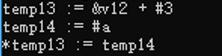 temp13 := &v12 + #3
temp14 := #a
*temp13 := temp14